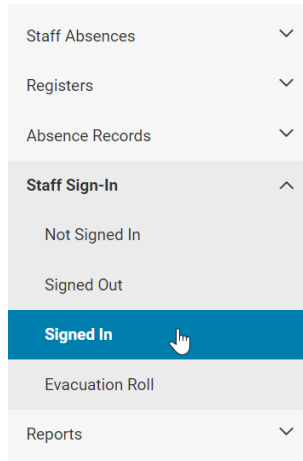 Staff Absences
Registers
Absence Records
Staff Sign-In
Not Signed In
Signed Out
Signed In
Evacuation Roll
Reports